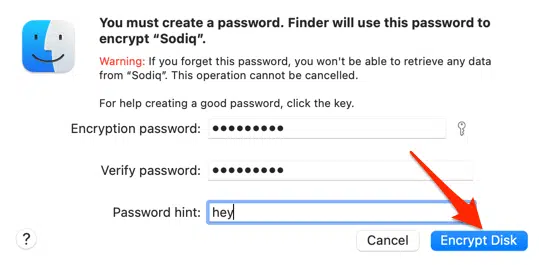 You must create a password. Finder will use this password to
encrypt “Sodiq”.
Warning: If you forget this password, you won't be able to retrieve any data
from “Sodiq”. This operation cannot be cancelled.
For help creating a good password, click the key.
Encryption password: •••••••••
Verify password: •••••••••
Password hint: hey
? Cancel Encrypt Disk